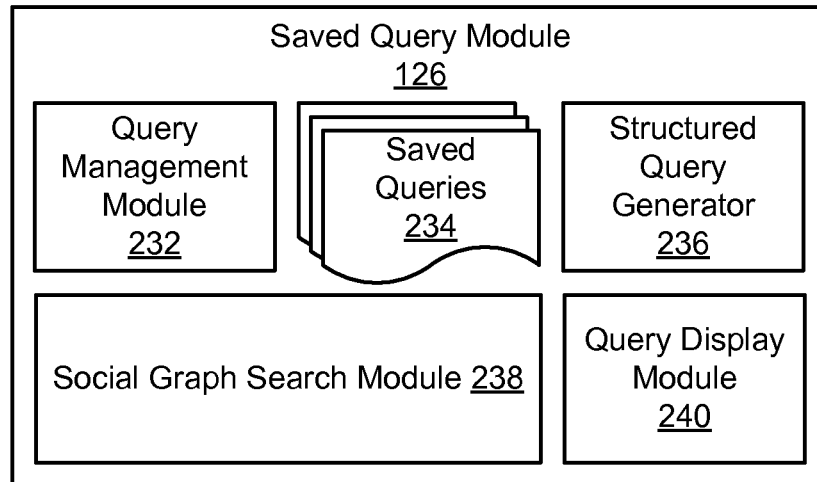 Saved Query Module
126
Query
Management
Module
232
Saved
Queries
234
Structured
Query
Generator
236
Social Graph Search Module 238
Query Display
Module
240